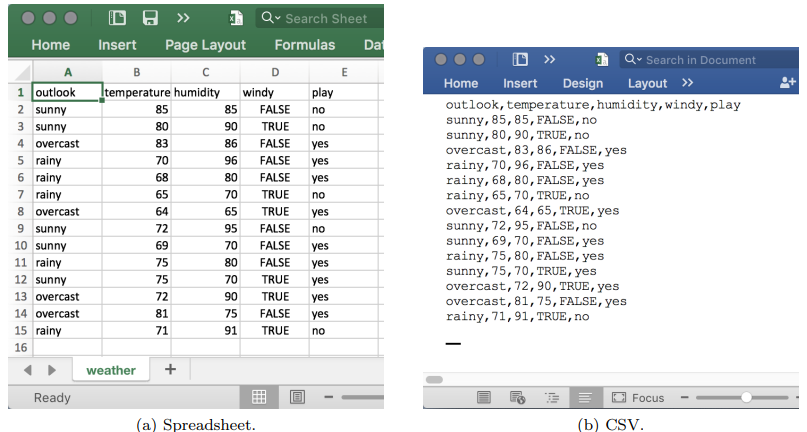 Search Sheet
Home Insert Page Layout Formulas Dat
A B C D E
1 outlook temperature humidity windy play
2 sunny 85 85 FALSE no
3 sunny 80 90 TRUE no
4 overcast 83 86 FALSE yes
5 rainy 70 96 FALSE yes
6 rainy 68 80 FALSE yes
7 rainy 65 70 TRUE no
8 overcast 64 65 TRUE yes
9 sunny 72 95 FALSE no
10 sunny 69 70 FALSE yes
11 rainy 75 80 FALSE yes
12 sunny 75 70 TRUE yes
13 overcast 72 90 TRUE yes
14 overcast 81 75 FALSE yes
15 rainy 71 91 TRUE no
16
weather +
Ready
(a) Spreadsheet.
Search in Document
Home Insert Design Layout
outlook,temperature,humidity,windy,play
sunny,85,85,FALSE,no
sunny,80,90,TRUE,no
overcast,83,86,FALSE,yes
rainy,70,96,FALSE,yes
rainy,68,80,FALSE,yes
rainy,65,70,TRUE,no
overcast,64,65,TRUE,yes
sunny,72,95,FALSE,no
sunny,69,70,FALSE,yes
rainy,75,80,FALSE,yes
sunny,75,70,TRUE,yes
overcast,72,90,TRUE,yes
overcast,81,75,FALSE,yes
rainy,71,91,TRUE,no
Focus
(b) CSV.